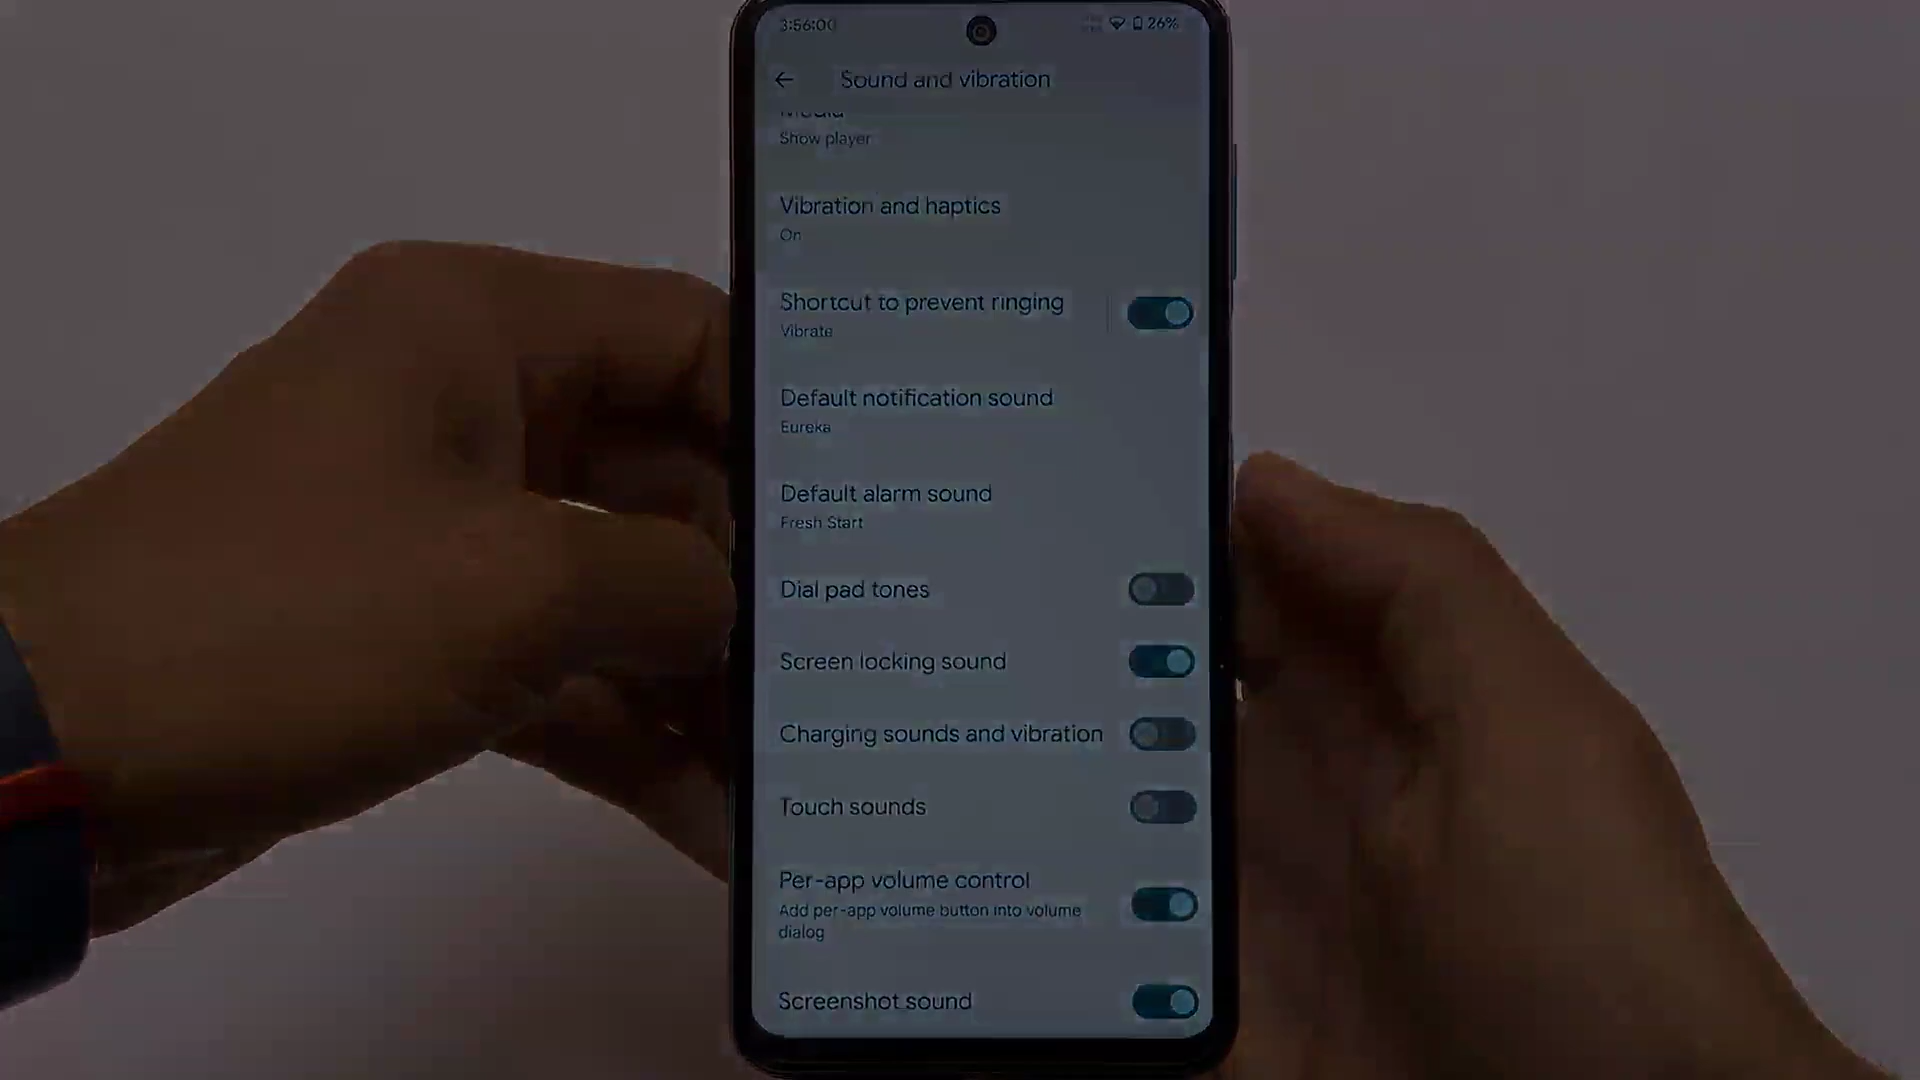 3:56:00
26%
Sound and vibration
Media
Show player
Vibration and haptics
On
Shortcut to prevent ringing
Vibrate
Default notification sound
Eureka
Default alarm sound
Fresh Start
Dial pad tones
Screen locking sound
Charging sounds and vibration
Touch sounds
Per-app volume control
Add per-app volume button into volume
dialog
Screenshot sound